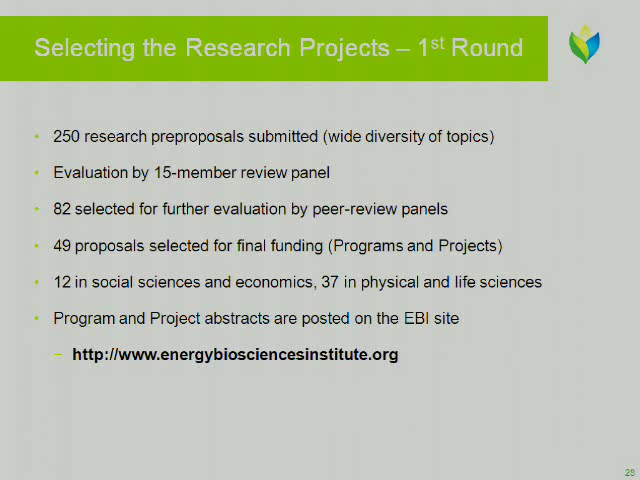 Selecting the Research Projects – 1st Round
• 250 research preproposals submitted (wide diversity of topics)
• Evaluation by 15-member review panel
• 82 selected for further evaluation by peer-review panels
• 49 proposals selected for final funding (Programs and Projects)
• 12 in social sciences and economics, 37 in physical and life sciences
• Program and Project abstracts are posted on the EBI site
– http://www.energybiosciencesinstitute.org
28